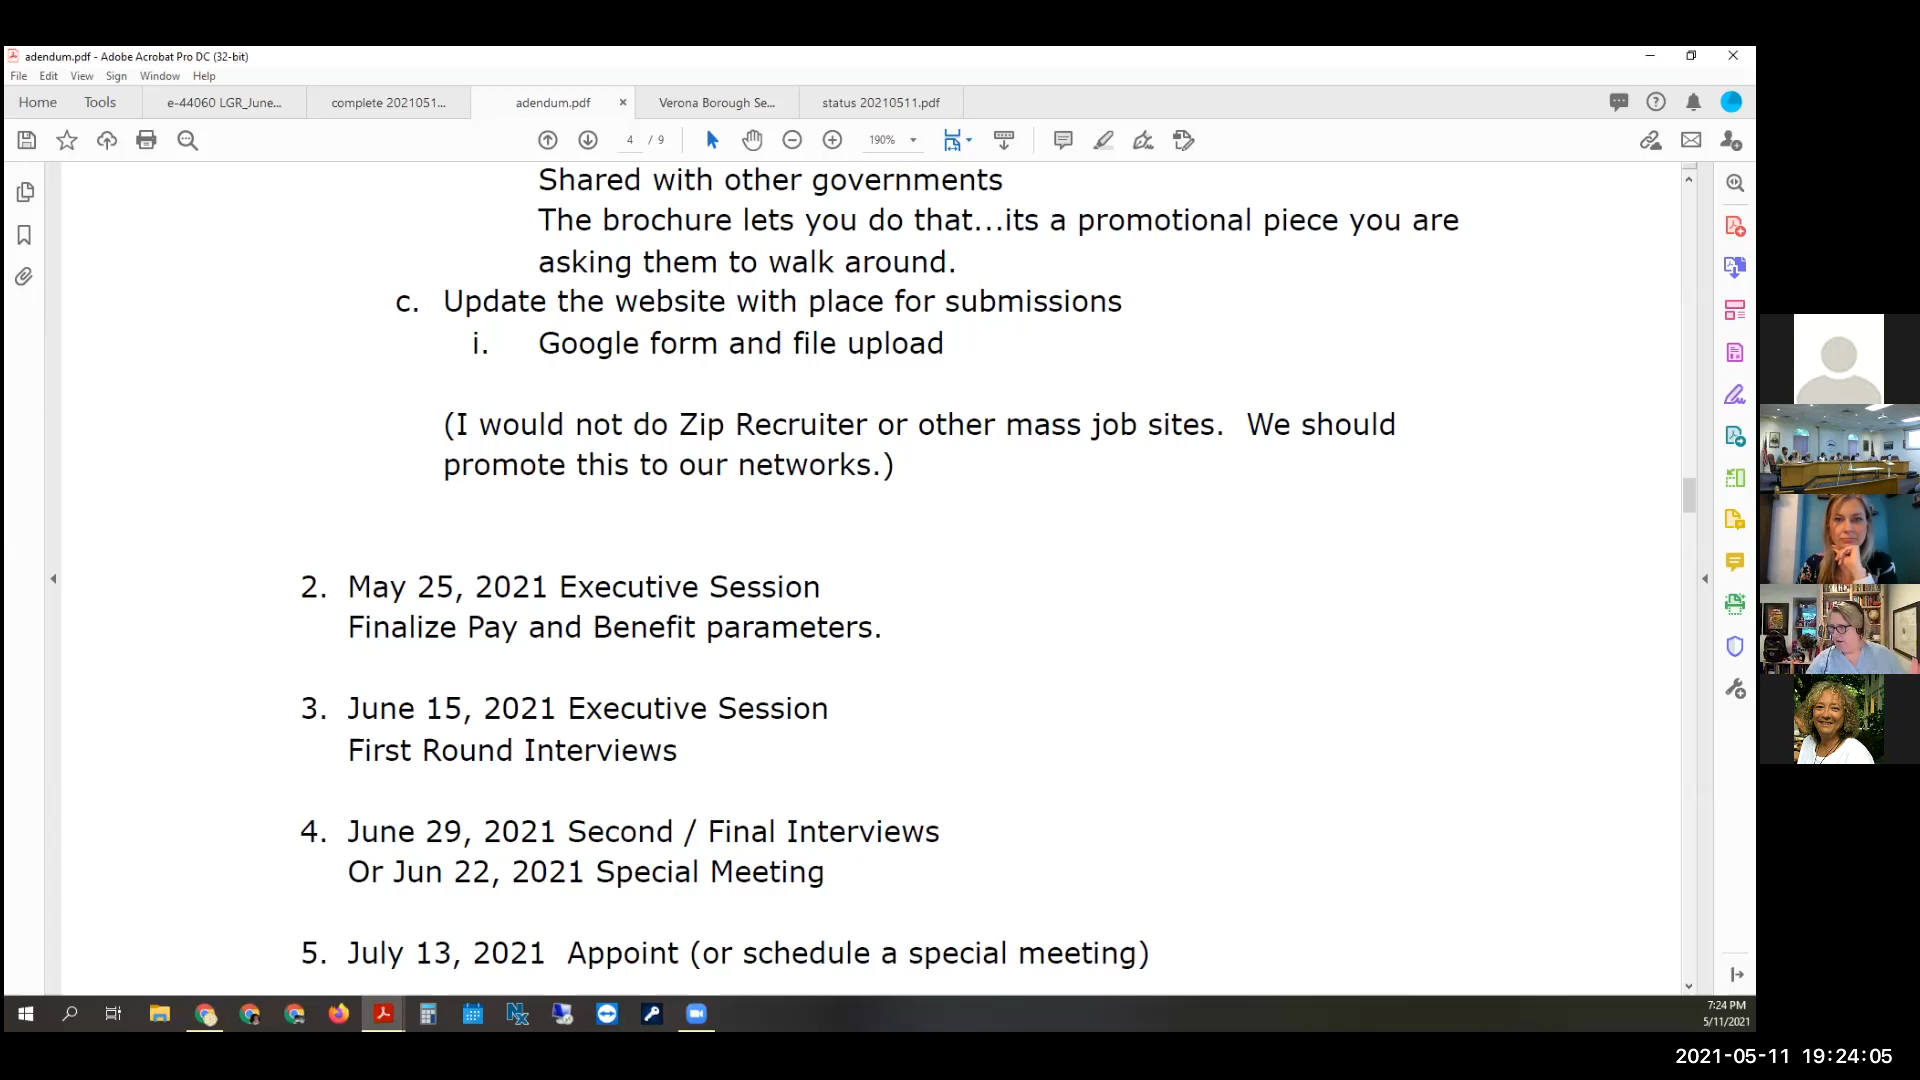 adendum.pdf - Adobe Acrobat Pro DC (32-bit)
File Edit View Sign Window Help
Home Tools e-44060 LGR_June... complete 2021051... adendum.pdf × Verona Borough Se... status 20210511.pdf
4 / 9 190%
Shared with other governments
The brochure lets you do that...its a promotional piece you are
asking them to walk around.
c. Update the website with place for submissions
i. Google form and file upload
(I would not do Zip Recruiter or other mass job sites. We should
promote this to our networks.)
2. May 25, 2021 Executive Session
Finalize Pay and Benefit parameters.
3. June 15, 2021 Executive Session
First Round Interviews
4. June 29, 2021 Second / Final Interviews
Or Jun 22, 2021 Special Meeting
5. July 13, 2021 Appoint (or schedule a special meeting)
7:24 PM
5/11/2021
2021-05-11 19:24:05